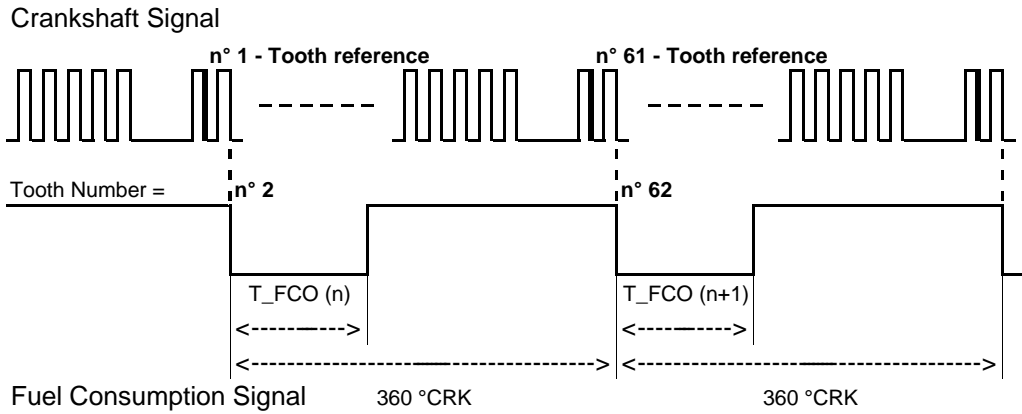 Crankshaft Signal
n° 1 - Tooth reference
n° 61 - Tooth reference
Tooth Number =
n° 2
n° 62
T_FCO (n)
T_FCO (n+1)
Fuel Consumption Signal
360 °CRK
360 °CRK